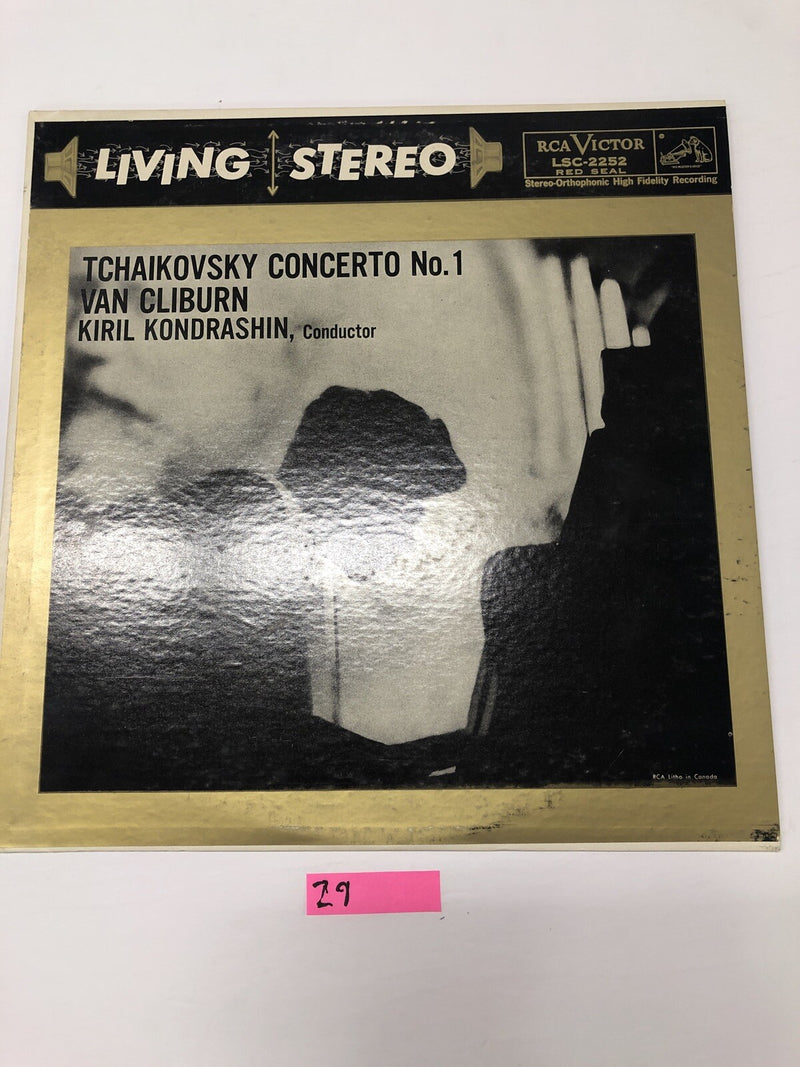 LIVING STEREO
RCA VICTOR
LSC-2252
RED SEAL
Stereo-Orthophonic High Fidelity Recording
TCHAIKOVSKY CONCERTO No. 1
VAN CLIBURN
KIRIL KONDRASHIN, Conductor
RCA Litho in Canada
Z9